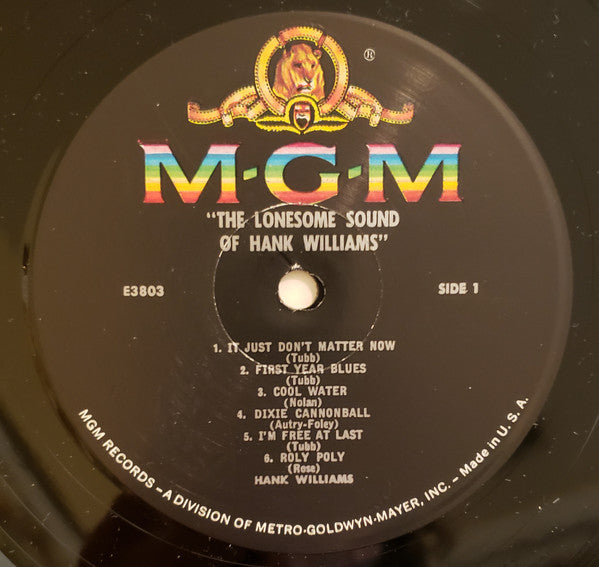 ®
M·G·M
"THE LONESOME SOUND
OF HANK WILLIAMS"
E3803
SIDE 1
1. IT JUST DON'T MATTER NOW
(Tubb)
2. FIRST YEAR BLUES
(Tubb)
3. COOL WATER
(Nolan)
4. DIXIE CANNONBALL
(Autry-Foley)
5. I'M FREE AT LAST
(Tubb)
6. ROLY POLY
(Rose)
HANK WILLIAMS
MGM RECORDS – A DIVISION OF METRO-GOLDWYN-MAYER, INC. – Made in U. S. A.